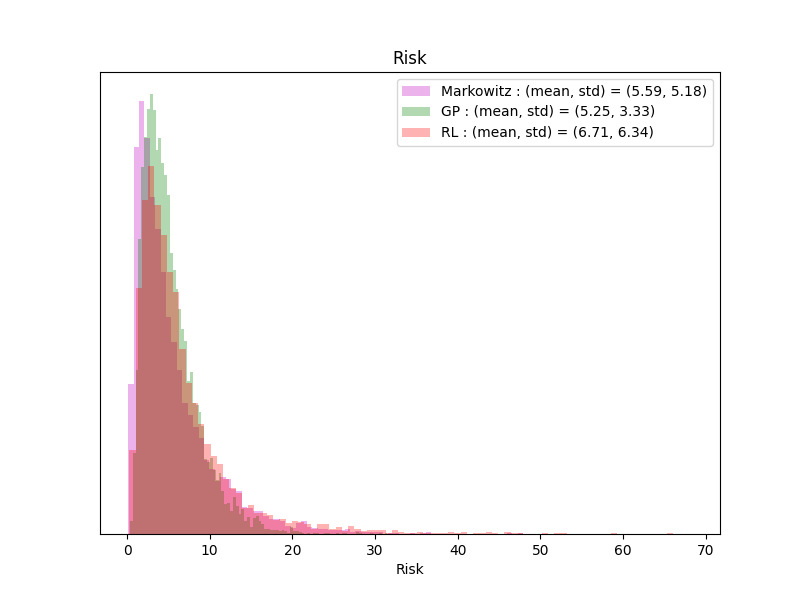 Risk
Markowitz : (mean, std) = (5.59, 5.18)
GP : (mean, std) = (5.25, 3.33)
RL : (mean, std) = (6.71, 6.34)
0 10 20 30 40 50 60 70
Risk